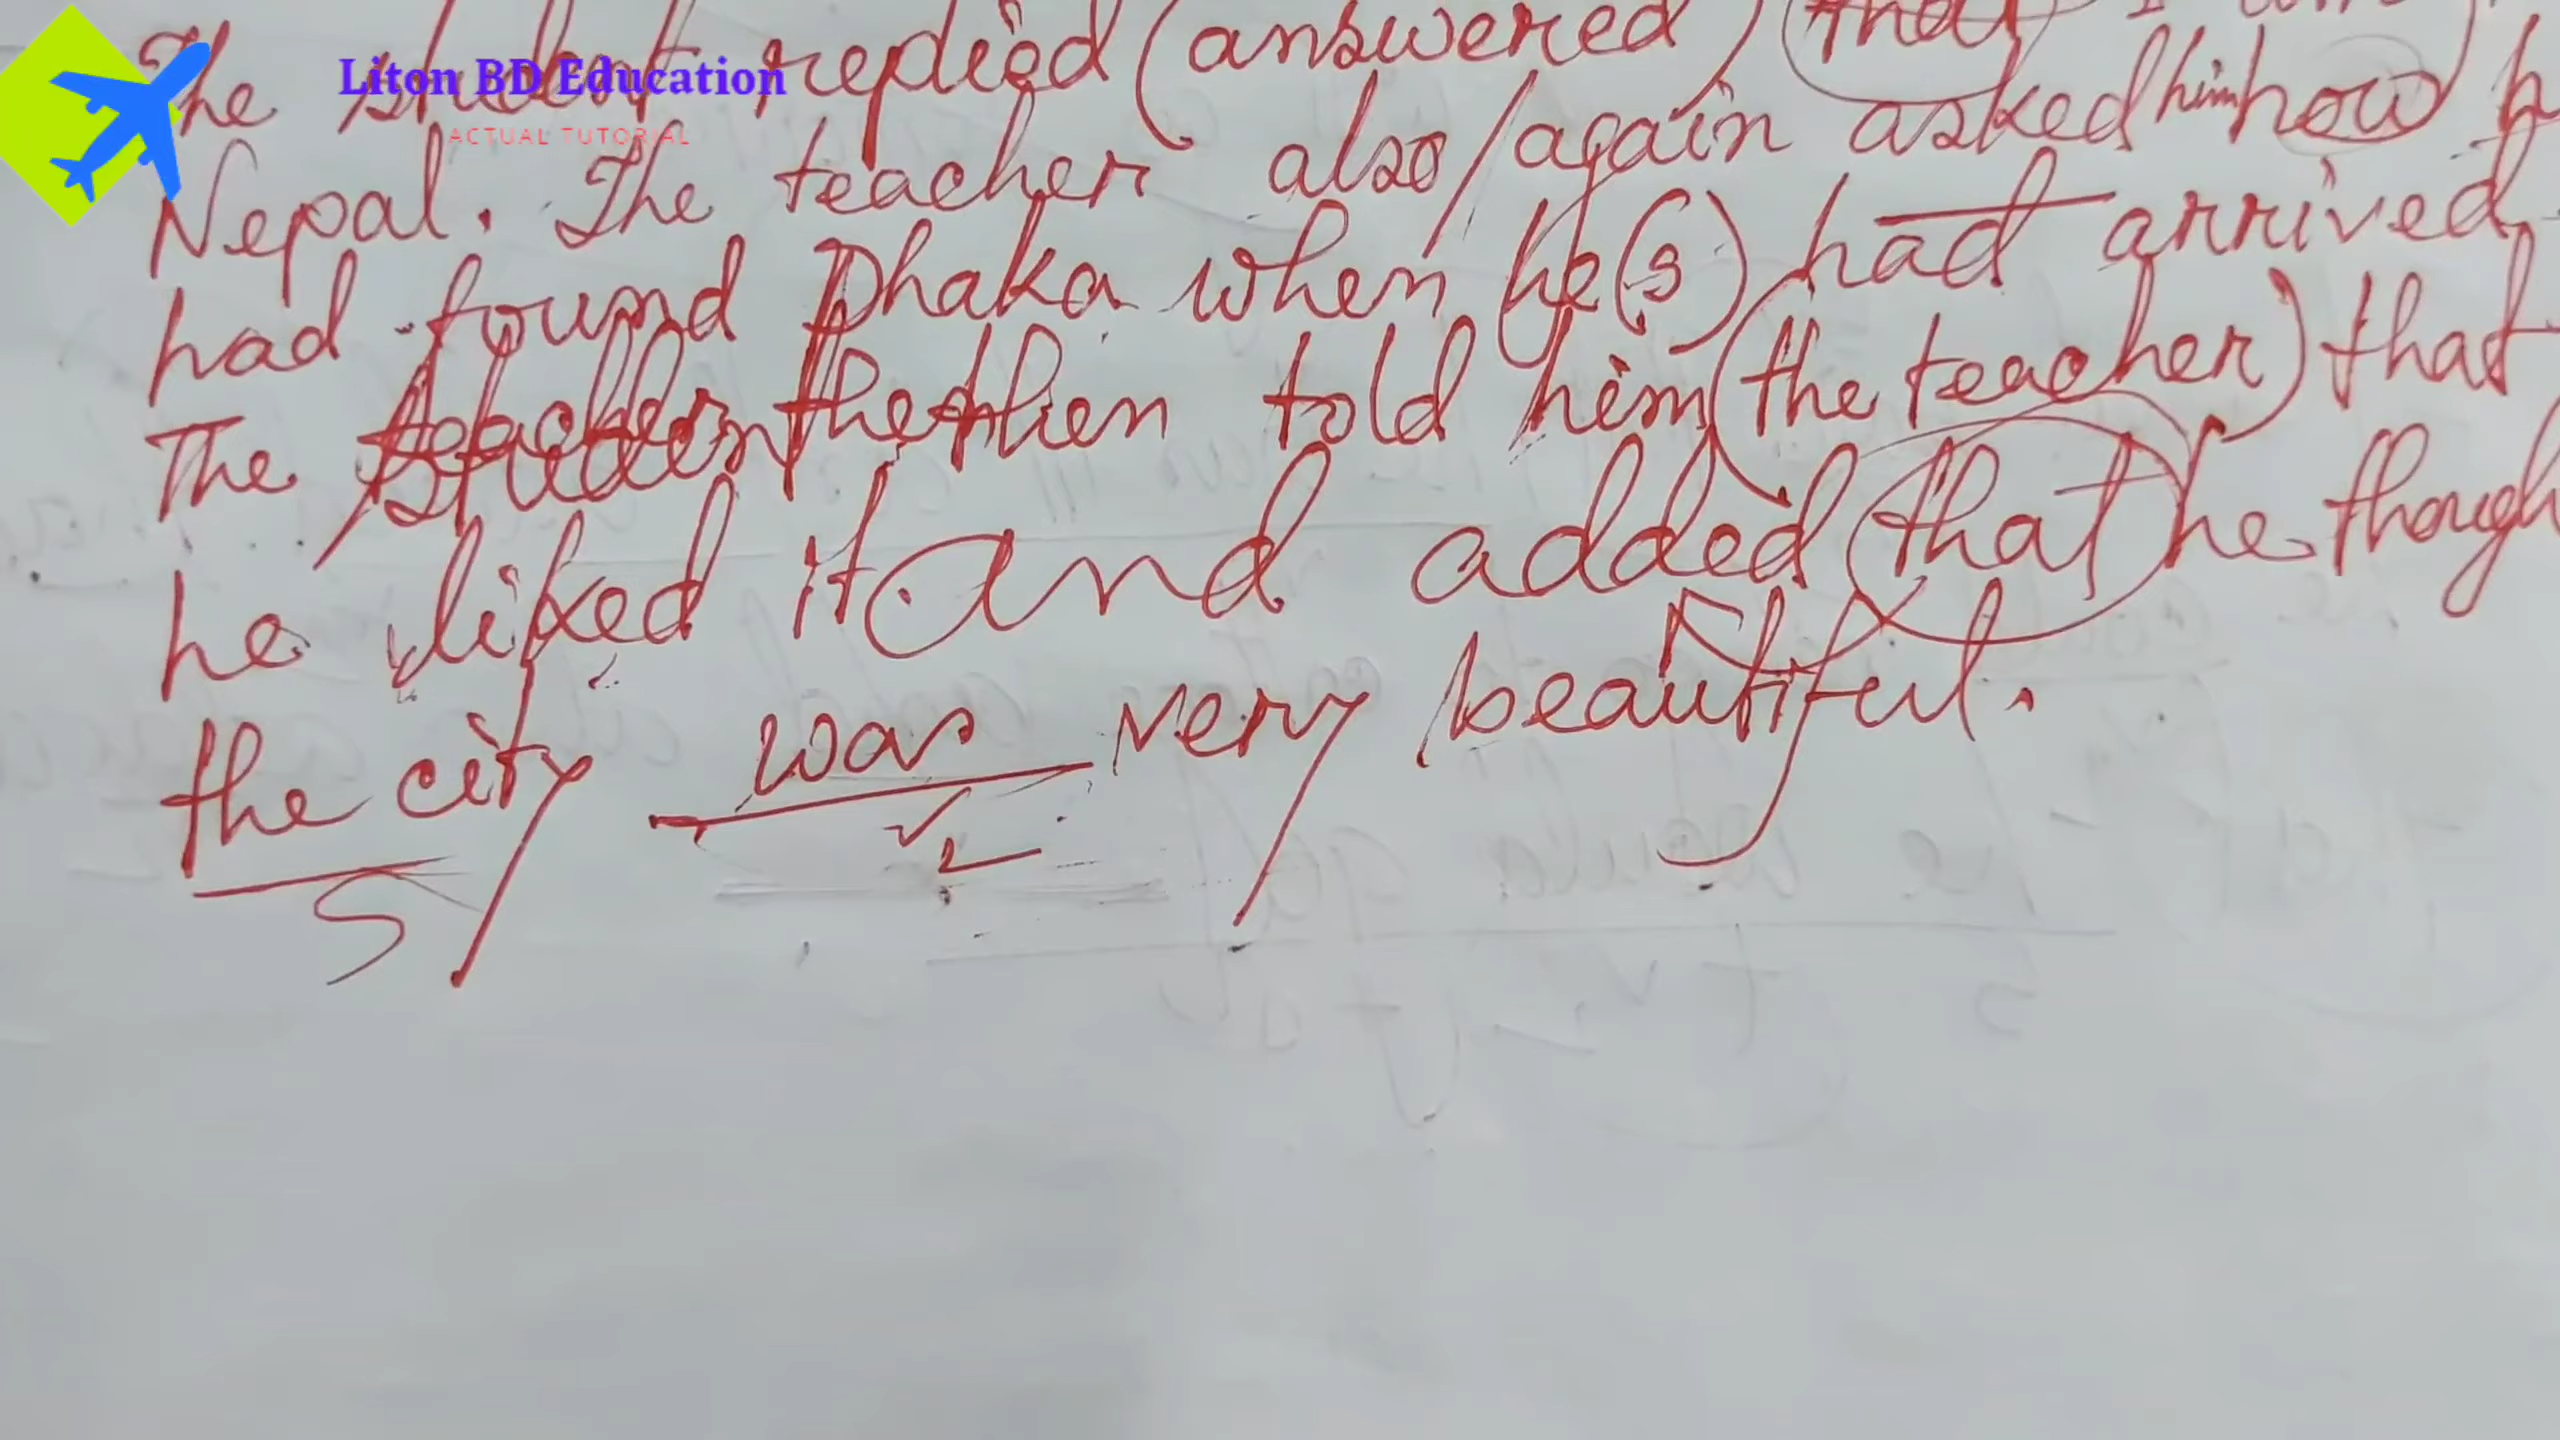 Liton BD Education
ACTUAL TUTORIAL
The student replied (answered) that I am
Nepal. The teacher also/again asked him how h
had found Dhaka when he(s) had arrived
The student then told him (the teacher) that
he liked it and added that he though
the city was very beautiful.
S